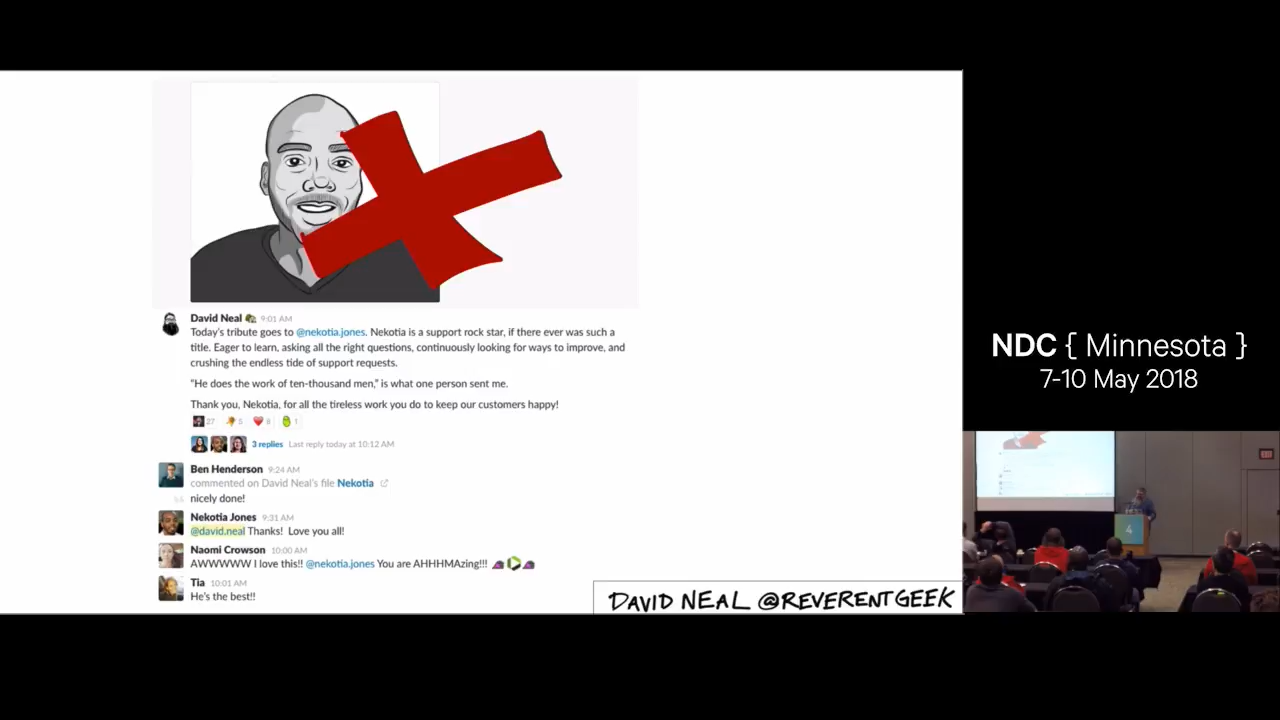 David Neal 9:01 AM
Today's tribute goes to @nekotia.jones. Nekotia is a support rock star, if there ever was such a
title. Eager to learn, asking all the right questions, continuously looking for ways to improve, and
crushing the endless tide of support requests.
"He does the work of ten-thousand men," is what one person sent me.
Thank you, Nekotia, for all the tireless work you do to keep our customers happy!
27 5 8 1
3 replies Last reply today at 10:12 AM
Ben Henderson 9:24 AM
commented on David Neal's file Nekotia
nicely done!
Nekotia Jones 9:31 AM
@david.neal Thanks! Love you all!
Naomi Crowson 10:00 AM
AWWWWW I love this!! @nekotia.jones You are AHHHMAzing!!!
Tia 10:01 AM
He's the best!!
DAVID NEAL @REVERENTGEEK
NDC { Minnesota }
7-10 May 2018
EXIT
4